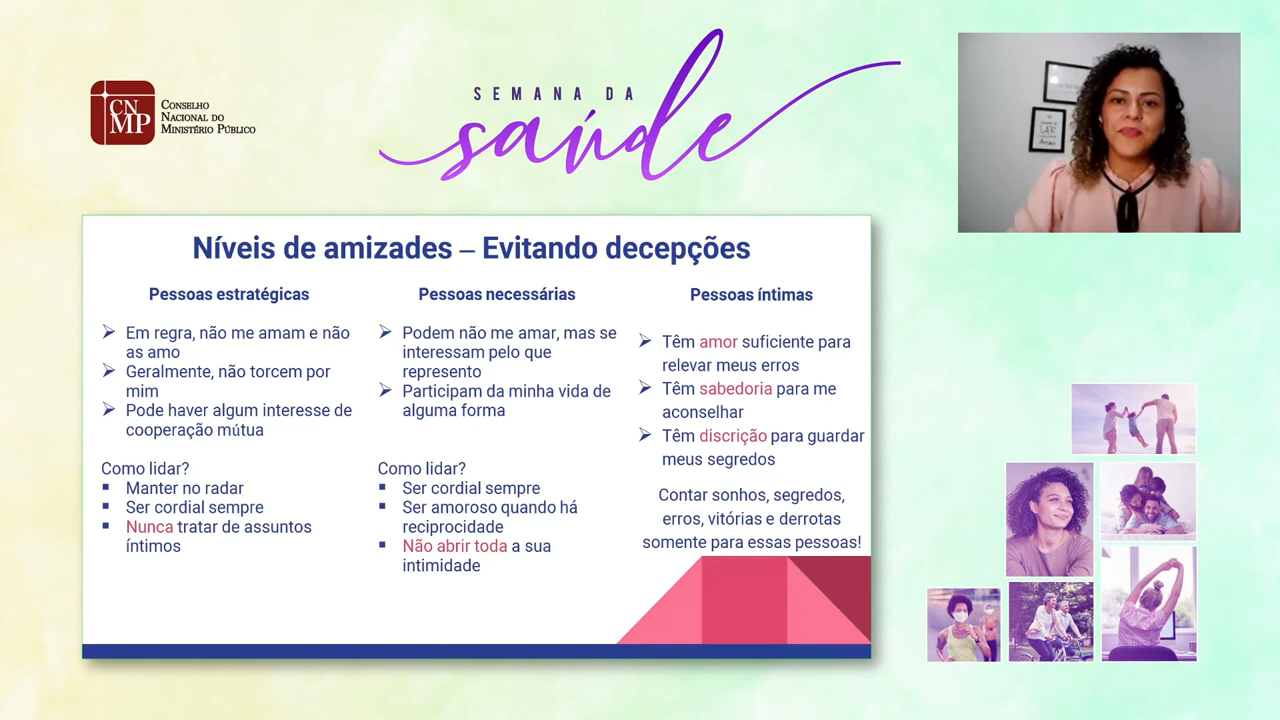 CN
MP
CONSELHO
NACIONAL DO
MINISTÉRIO PÚBLICO
SEMANA DA
saúde
Níveis de amizades – Evitando decepções
Pessoas estratégicas
Em regra, não me amam e não
as amo
Geralmente, não torcem por
mim
Pode haver algum interesse de
cooperação mútua
Como lidar?
Manter no radar
Ser cordial sempre
Nunca tratar de assuntos
íntimos
Pessoas necessárias
Podem não me amar, mas se
interessam pelo que
represento
Participam da minha vida de
alguma forma
Como lidar?
Ser cordial sempre
Ser amoroso quando há
reciprocidade
Não abrir toda a sua
intimidade
Pessoas íntimas
Têm amor suficiente para
relevar meus erros
Têm sabedoria para me
aconselhar
Têm discrição para guardar
meus segredos
Contar sonhos, segredos,
erros, vitórias e derrotas
somente para essas pessoas!
LAR